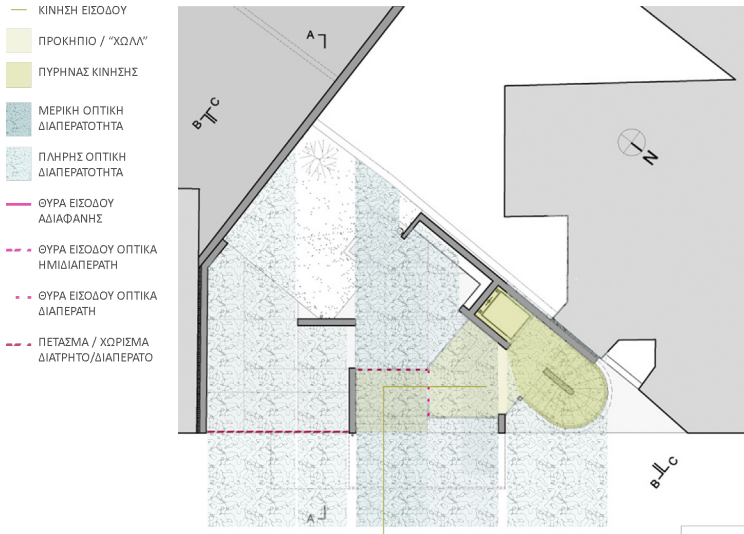 ΚΙΝΗΣΗ ΕΙΣΟΔΟΥ
ΠΡΟΚΗΠΙΟ / “ΧΩΛΛ”
ΠΥΡΗΝΑΣ ΚΙΝΗΣΗΣ
ΜΕΡΙΚΗ ΟΠΤΙΚΗ
ΔΙΑΠΕΡΑΤΟΤΗΤΑ
ΠΛΗΡΗΣ ΟΠΤΙΚΗ
ΔΙΑΠΕΡΑΤΟΤΗΤΑ
ΘΥΡΑ ΕΙΣΟΔΟΥ
ΑΔΙΑΦΑΝΗΣ
ΘΥΡΑ ΕΙΣΟΔΟΥ ΟΠΤΙΚΑ
ΗΜΙΔΙΑΠΕΡΑΤΗ
ΘΥΡΑ ΕΙΣΟΔΟΥ ΟΠΤΙΚΑ
ΔΙΑΠΕΡΑΤΗ
ΠΕΤΑΣΜΑ / ΧΩΡΙΣΜΑ
ΔΙΑΤΡΗΤΟ/ΔΙΑΠΕΡΑΤΟ
A
B C
N
B C
A